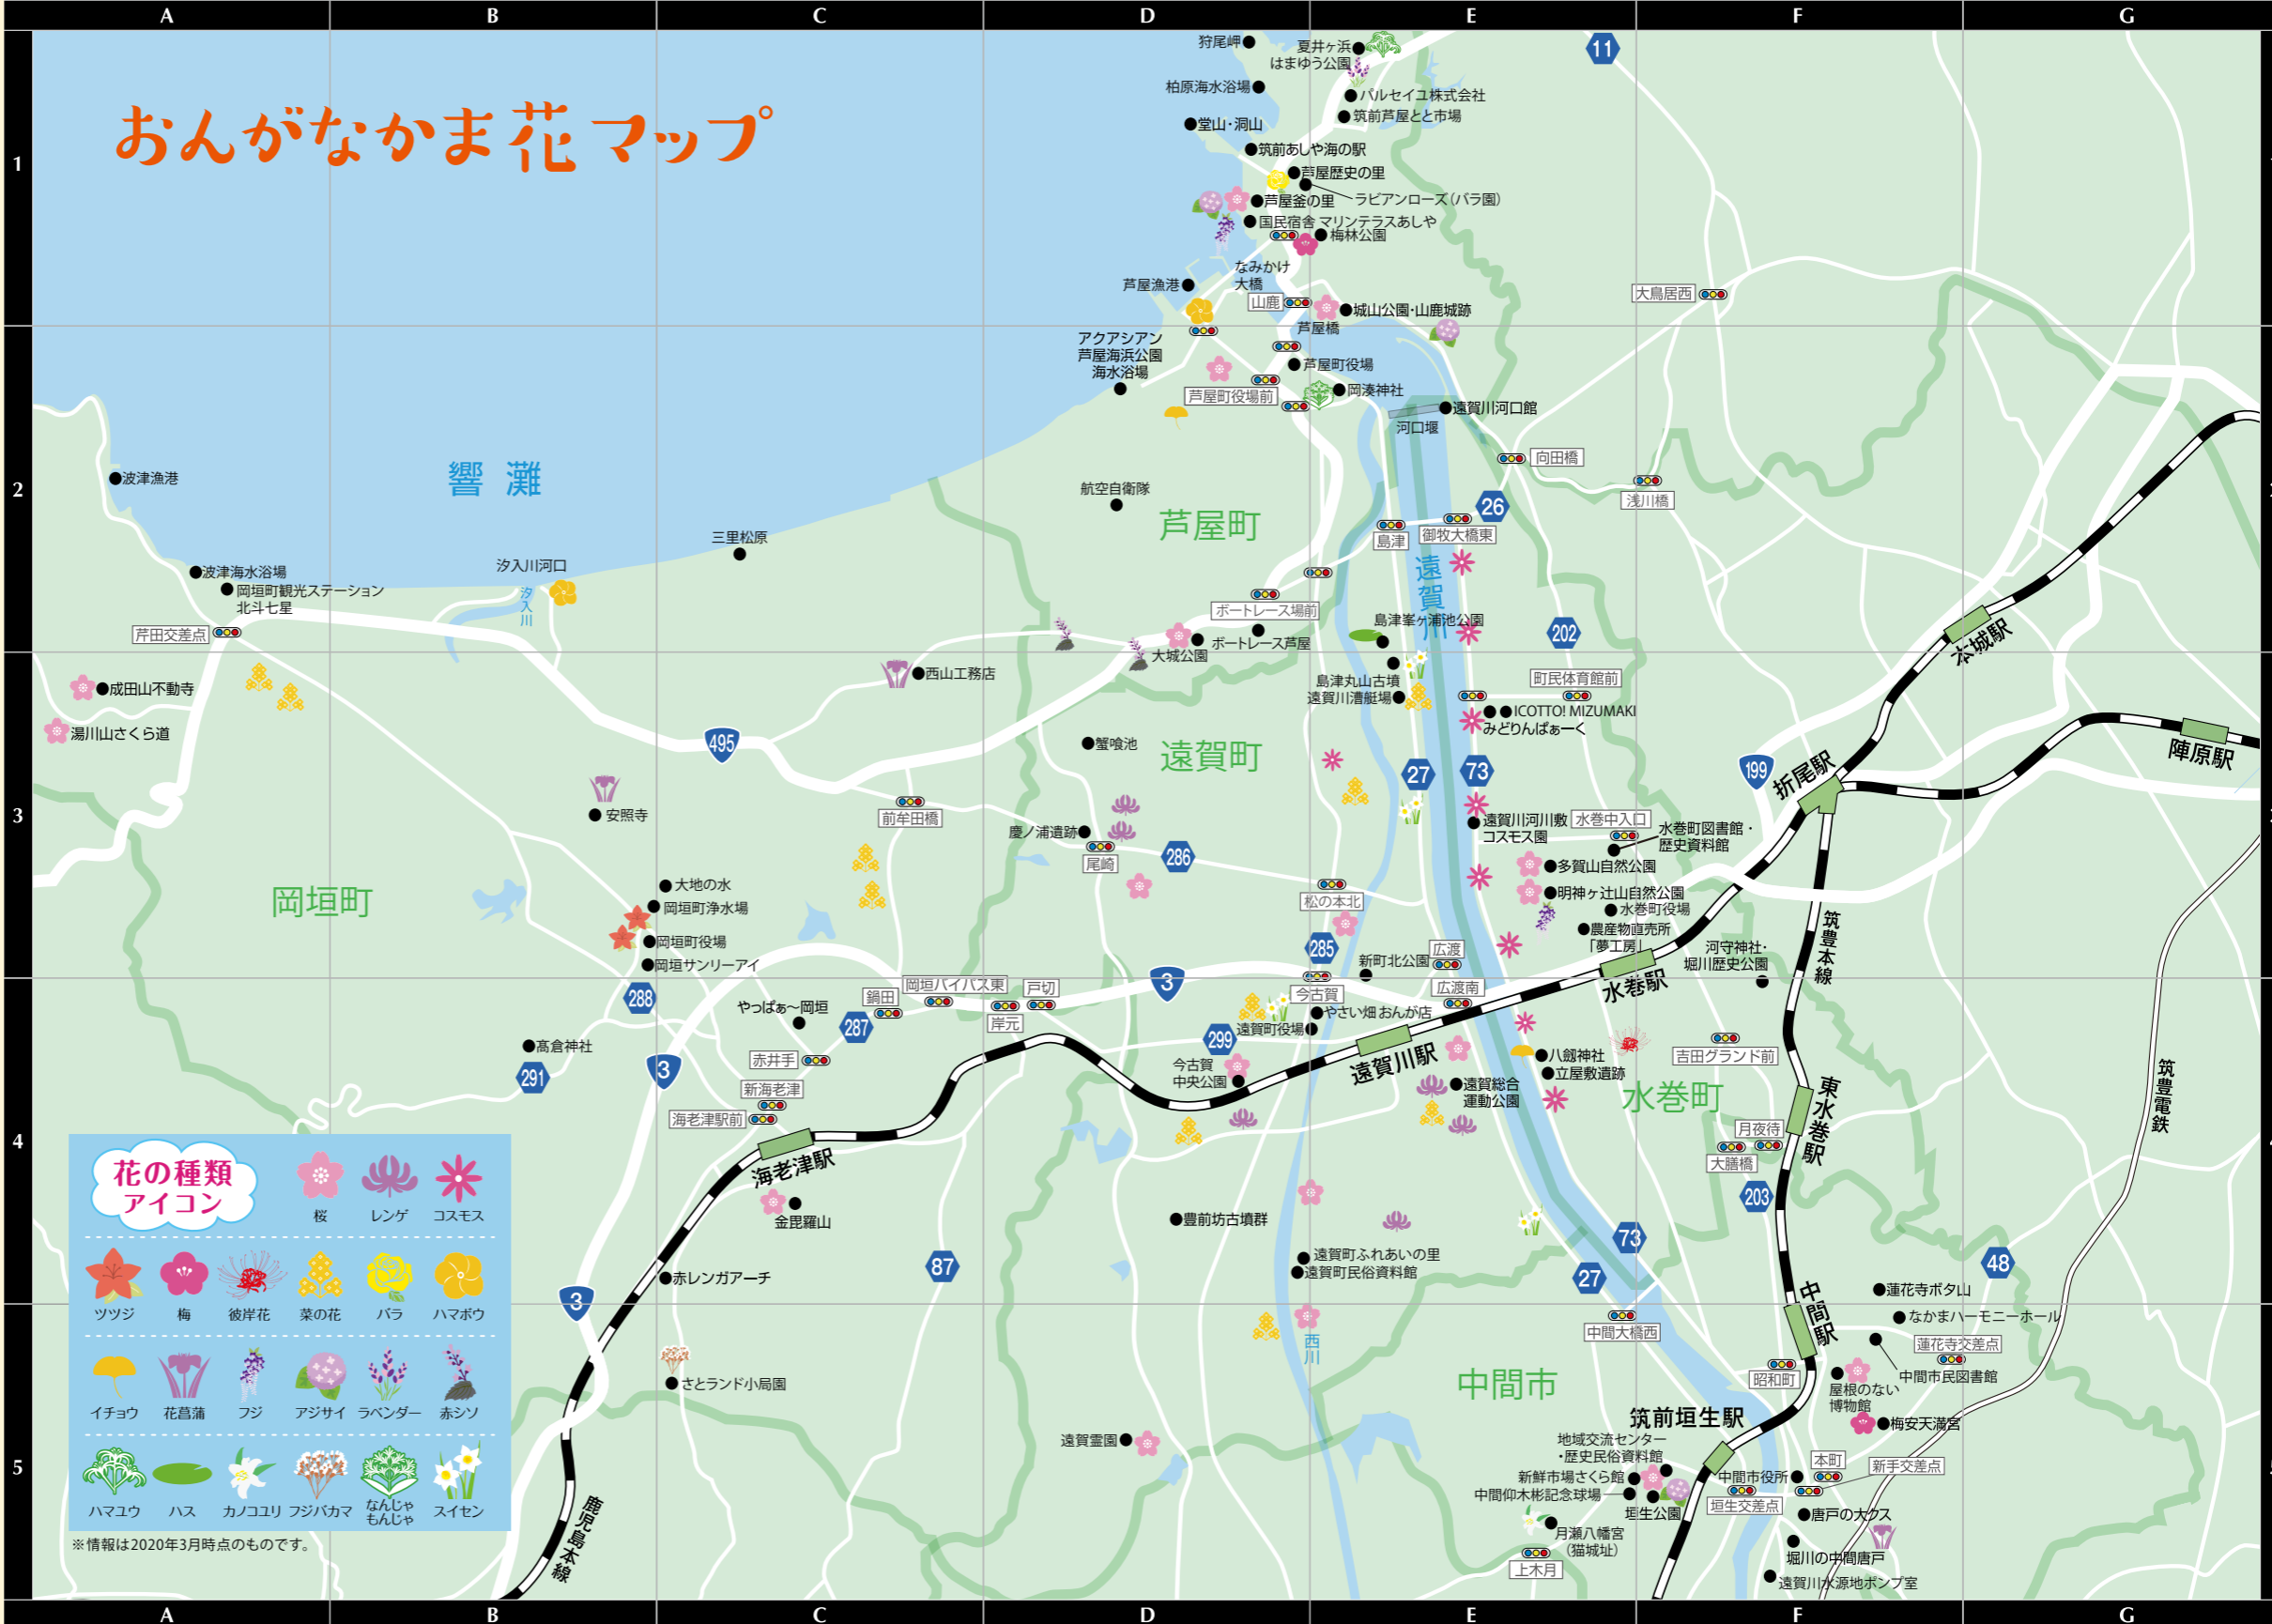 A
B
C
D
E
F
G
1
2
3
4
5
おんがなかま花マップ
狩尾岬
夏井ヶ浜
はまゆう公園
11
柏原海水浴場
パルセイユ株式会社
筑前芦屋とと市場
堂山・洞山
筑前あしや海の駅
芦屋歴史の里
ラビアンローズ(バラ園)
芦屋釜の里
国民宿舎 マリンテラスあしや
梅林公園
なみかけ
大橋
芦屋漁港
山鹿
城山公園・山鹿城跡
大鳥居西
芦屋橋
アクアシアン
芦屋海浜公園
海水浴場
芦屋町役場
芦屋町役場前
岡湊神社
遠賀川河口館
河口堰
向田橋
浅川橋
波津漁港
響灘
航空自衛隊
芦屋町
26
島津
御牧大橋東
三里松原
遠賀川
波津海水浴場
岡垣町観光ステーション
北斗七星
汐入川河口
汐入川
芹田交差点
ボートレース場前
ボートレース芦屋
島津峯ヶ浦池公園
202
大城公園
本城駅
成田山不動寺
西山工務店
島津丸山古墳
遠賀川漕艇場
町民体育館前
ICOTTO! MIZUMAKI
みどりんぱぁーく
湯川山さくら道
495
蟹喰池
遠賀町
27
73
199
折尾駅
陣原駅
安照寺
前牟田橋
慶ノ浦遺跡
尾崎
286
遠賀川河川敷
コスモス園
水巻中入口
水巻町図書館・
歴史資料館
多賀山自然公園
岡垣町
大地の水
岡垣町浄水場
松の本北
明神ヶ辻山自然公園
水巻町役場
農産物直売所
「夢工房」
岡垣町役場
岡垣サンリーアイ
285
広渡
新町北公園
河守神社・
堀川歴史公園
筑豊本線
水巻駅
288
鍋田
岡垣バイパス東
戸切
岸元
3
今古賀
広渡南
やっぱぁ〜岡垣
287
やさい畑 おんが店
遠賀町役場
299
髙倉神社
291
3
赤井手
新海老津
海老津駅前
今古賀
中央公園
遠賀川駅
八劔神社
立屋敷遺跡
吉田グランド前
遠賀総合
運動公園
水巻町
東水巻駅
筑豊電鉄
月夜待
大膳橋
203
海老津駅
金毘羅山
豊前坊古墳群
遠賀町ふれあいの里
遠賀町民俗資料館
73
27
48
87
赤レンガアーチ
3
蓮花寺ボタ山
なかまハーモニーホール
中間駅
中間大橋西
蓮花寺交差点
西川
さとランド小局園
中間市
昭和町
中間市民図書館
屋根のない
博物館
梅安天満宮
筑前垣生駅
遠賀霊園
地域交流センター
・歴史民俗資料館
新鮮市場さくら館
中間仰木彬記念球場
垣生公園
中間市役所
本町
新手交差点
垣生交差点
唐戸の大クス
月瀬八幡宮
(猫城址)
上木月
堀川の中間唐戸
遠賀川水源地ポンプ室
鹿児島本線
花の種類
アイコン
桜
レンゲ
コスモス
ツツジ
梅
彼岸花
菜の花
バラ
ハマボウ
イチョウ
花菖蒲
フジ
アジサイ
ラベンダー
赤シソ
ハマユウ
ハス
カノコユリ
フジバカマ
なんじゃ
もんじゃ
スイセン
※情報は2020年3月時点のものです。
A
B
C
D
E
F
G